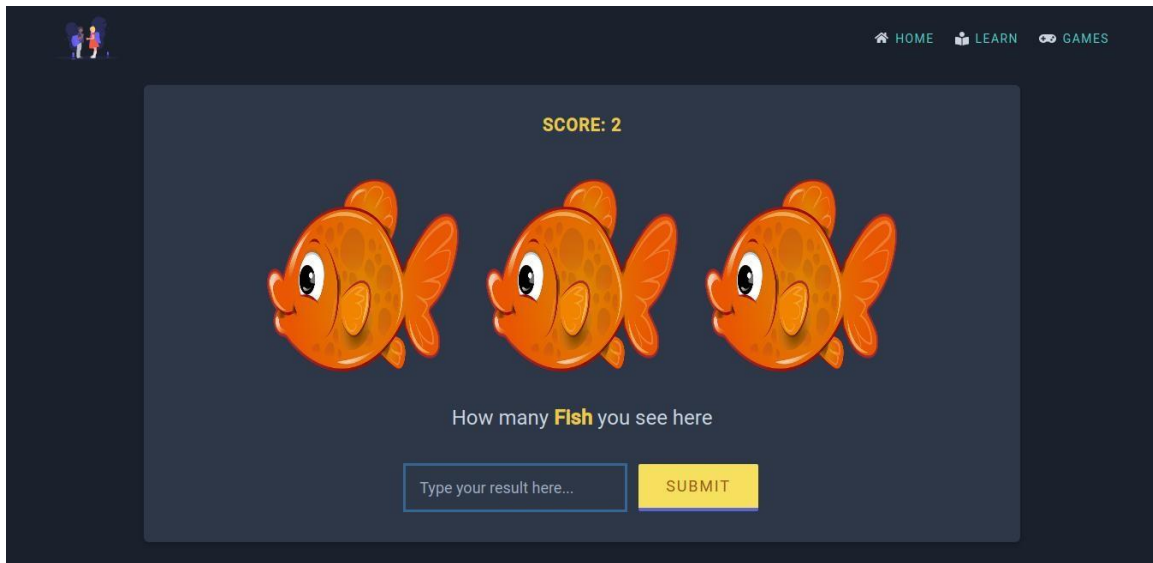 HOME LEARN GAMES
SCORE: 2
How many Fish you see here
Type your result here...
SUBMIT